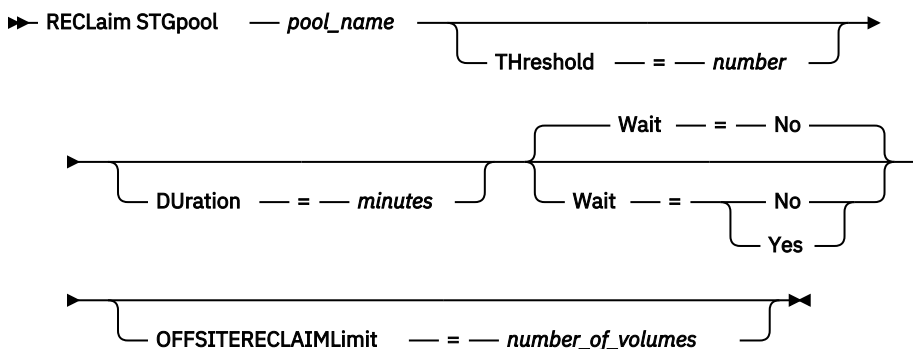 RECLaim STGpool pool_name
THreshold = number
Wait = No
DUration = minutes Wait = No
Yes
OFFSITERECLAIMLimit = number_of_volumes